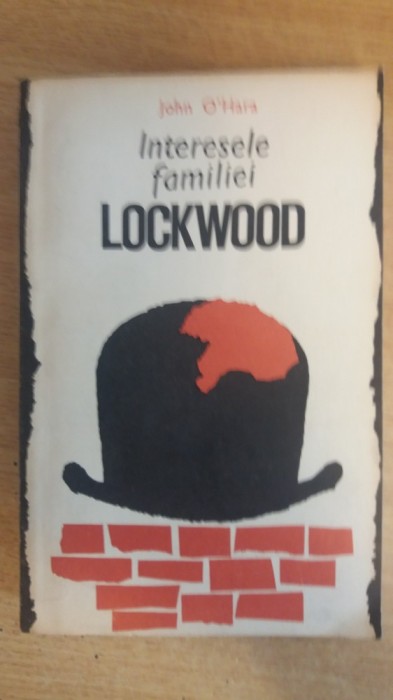 John O'Hara
Interesele
familiei
LOCKWOOD